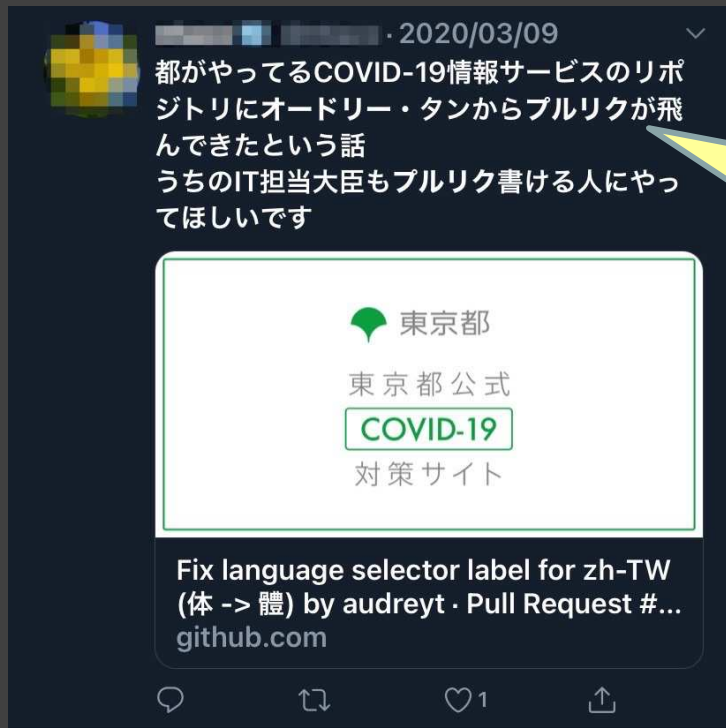 · 2020/03/09
都がやってるCOVID-19情報サービスのリポ
ジトリにオードリー・タンからプルリクが飛
んできたという話
うちのIT担当大臣もプルリク書ける人にやっ
てほしいです
東京都
東京都公式
COVID-19
対策サイト
Fix language selector label for zh-TW
(体 -> 體) by audreyt · Pull Request #...
github.com
1